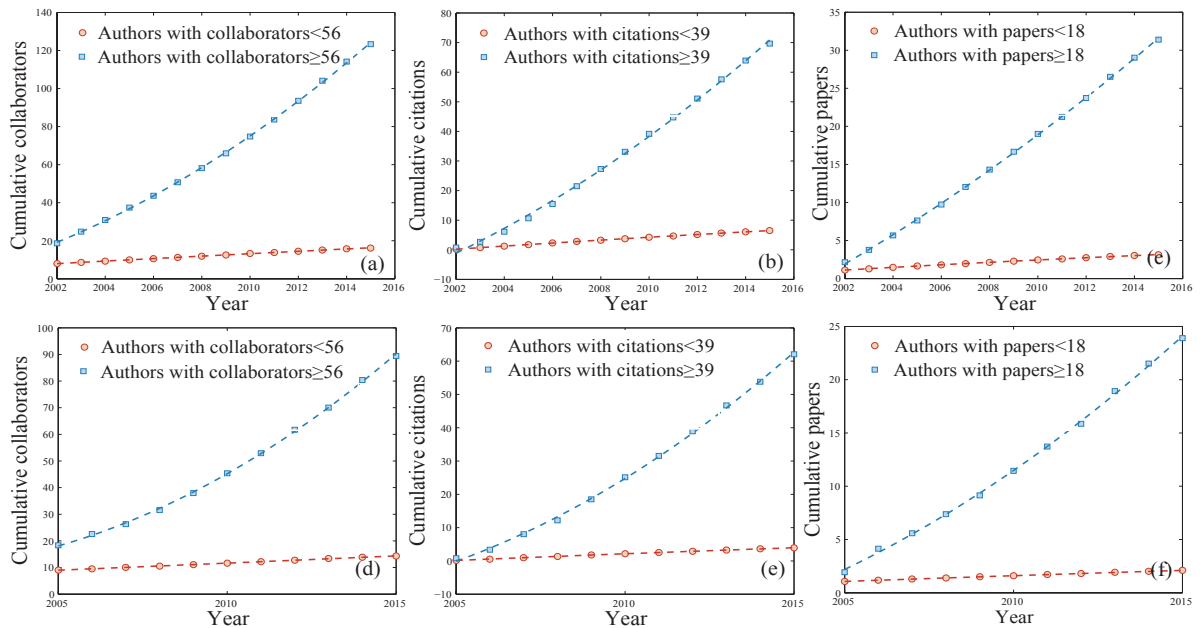 140
120
100
80
60
40
20
0
2002
2004
2006
2008
2010
2012
2014
2016
Cumulative collaborators
Year
Authors with collaborators<56
Authors with collaborators≥56
(a)
80
70
60
50
40
30
20
10
0
−10
2002
2004
2006
2008
2010
2012
2014
2016
Cumulative citations
Year
Authors with citations<39
Authors with citations≥39
(b)
35
30
25
20
15
10
5
0
2002
2004
2006
2008
2010
2012
2014
2016
Cumulative papers
Year
Authors with papers<18
Authors with papers≥18
(c)
100
90
80
70
60
50
40
30
20
10
0
2005
2010
2015
Cumulative collaborators
Year
Authors with collaborators<56
Authors with collaborators≥56
(d)
70
60
50
40
30
20
10
0
−10
2005
2010
2015
Cumulative citations
Year
Authors with citations<39
Authors with citations≥39
(e)
25
20
15
10
5
0
2005
2010
2015
Cumulative papers
Year
Authors with papers<18
Authors with papers≥18
(f)